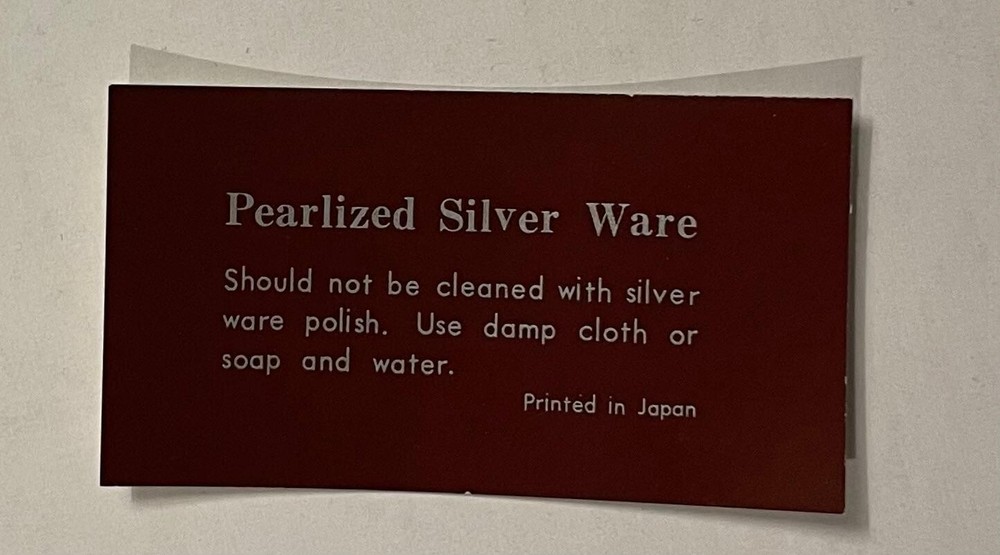 Pearlized Silver Ware
Should not be cleaned with silver
ware polish. Use damp cloth or
soap and water.
Printed in Japan